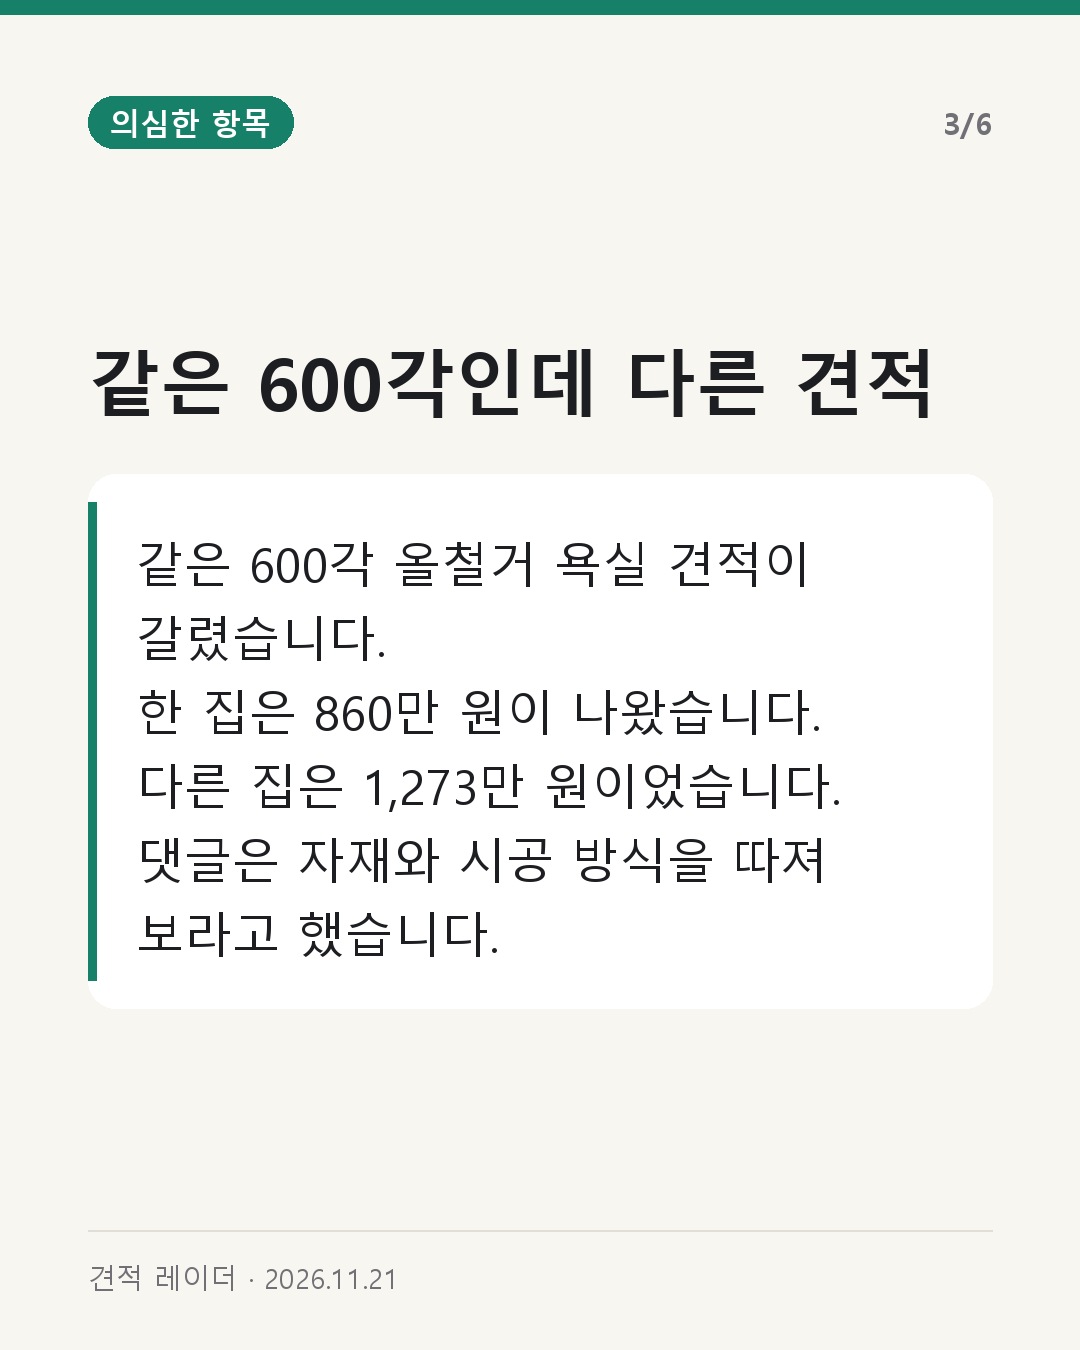 의심한 항목
3/6
같은 600각인데 다른 견적
같은 600각 올철거 욕실 견적이
갈렸습니다.
한 집은 860만 원이 나왔습니다.
다른 집은 1,273만 원이었습니다.
댓글은 자재와 시공 방식을 따져
보라고 했습니다.
견적 레이더 · 2026.11.21